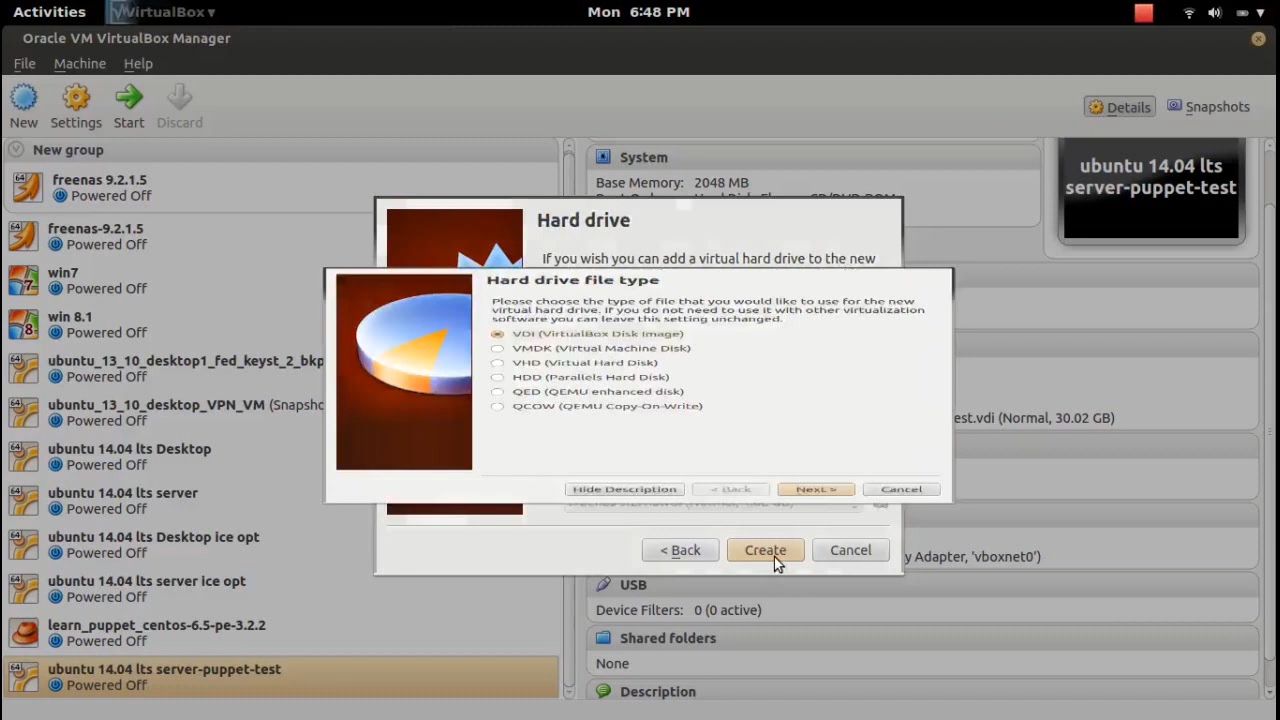 Activities
VirtualBox ▾
Mon 6:48 PM
Oracle VM VirtualBox Manager
File Machine Help
New Settings Start Discard
Details Snapshots
New group
freenas 9.2.1.5
Powered Off
freenas-9.2.1.5
Powered Off
win7
Powered Off
win 8.1
Powered Off
ubuntu_13_10_desktop1_fed_keyst_2_bkp
Powered Off
ubuntu_13_10_desktop_VPN_VM (Snapsho
Powered Off
ubuntu 14.04 lts Desktop
Powered Off
ubuntu 14.04 lts server
Powered Off
ubuntu 14.04 lts Desktop ice opt
Powered Off
ubuntu 14.04 lts server ice opt
Powered Off
learn_puppet_centos-6.5-pe-3.2.2
Powered Off
ubuntu 14.04 lts server-puppet-test
Powered Off
System
Base Memory: 2048 MB
ubuntu 14.04 lts
server-puppet-test
Hard drive
If you wish you can add a virtual hard drive to the new
Hard drive file type
Please choose the type of file that you would like to use for the new
virtual hard drive. If you do not need to use it with other virtualization
software you can leave this setting unchanged.
VDI (VirtualBox Disk Image)
VMDK (Virtual Machine Disk)
VHD (Virtual Hard Disk)
HDD (Parallels Hard Disk)
QED (QEMU enhanced disk)
QCOW (QEMU Copy-On-Write)
Hide Description < Back Next > Cancel
< Back Create Cancel
est.vdi (Normal, 30.02 GB)
y Adapter, 'vboxnet0')
USB
Device Filters: 0 (0 active)
Shared folders
None
Description